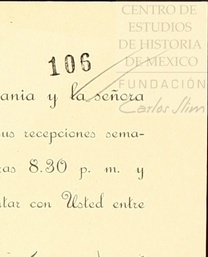 CENTRO DE
ESTUDIOS
DE HISTORIA
DE MÉXICO
FUNDACIÓN
Carlos Slim
106
ania y la señora
us recepciones sema-
as 8.30 p. m. y
tar con Usted entre